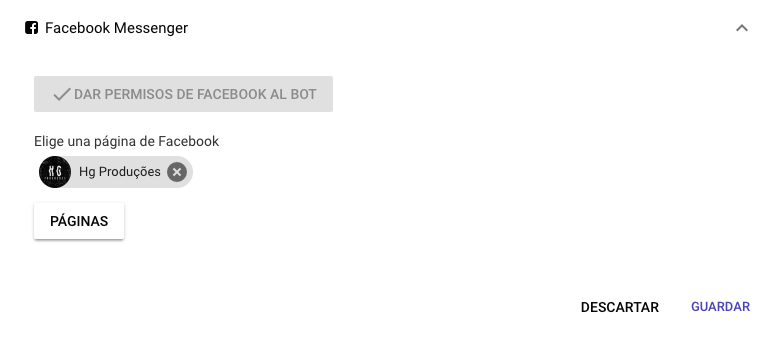 Facebook Messenger
DAR PERMISOS DE FACEBOOK AL BOT
Elige una página de Facebook
HG
Hg Produções
PÁGINAS
DESCARTAR GUARDAR